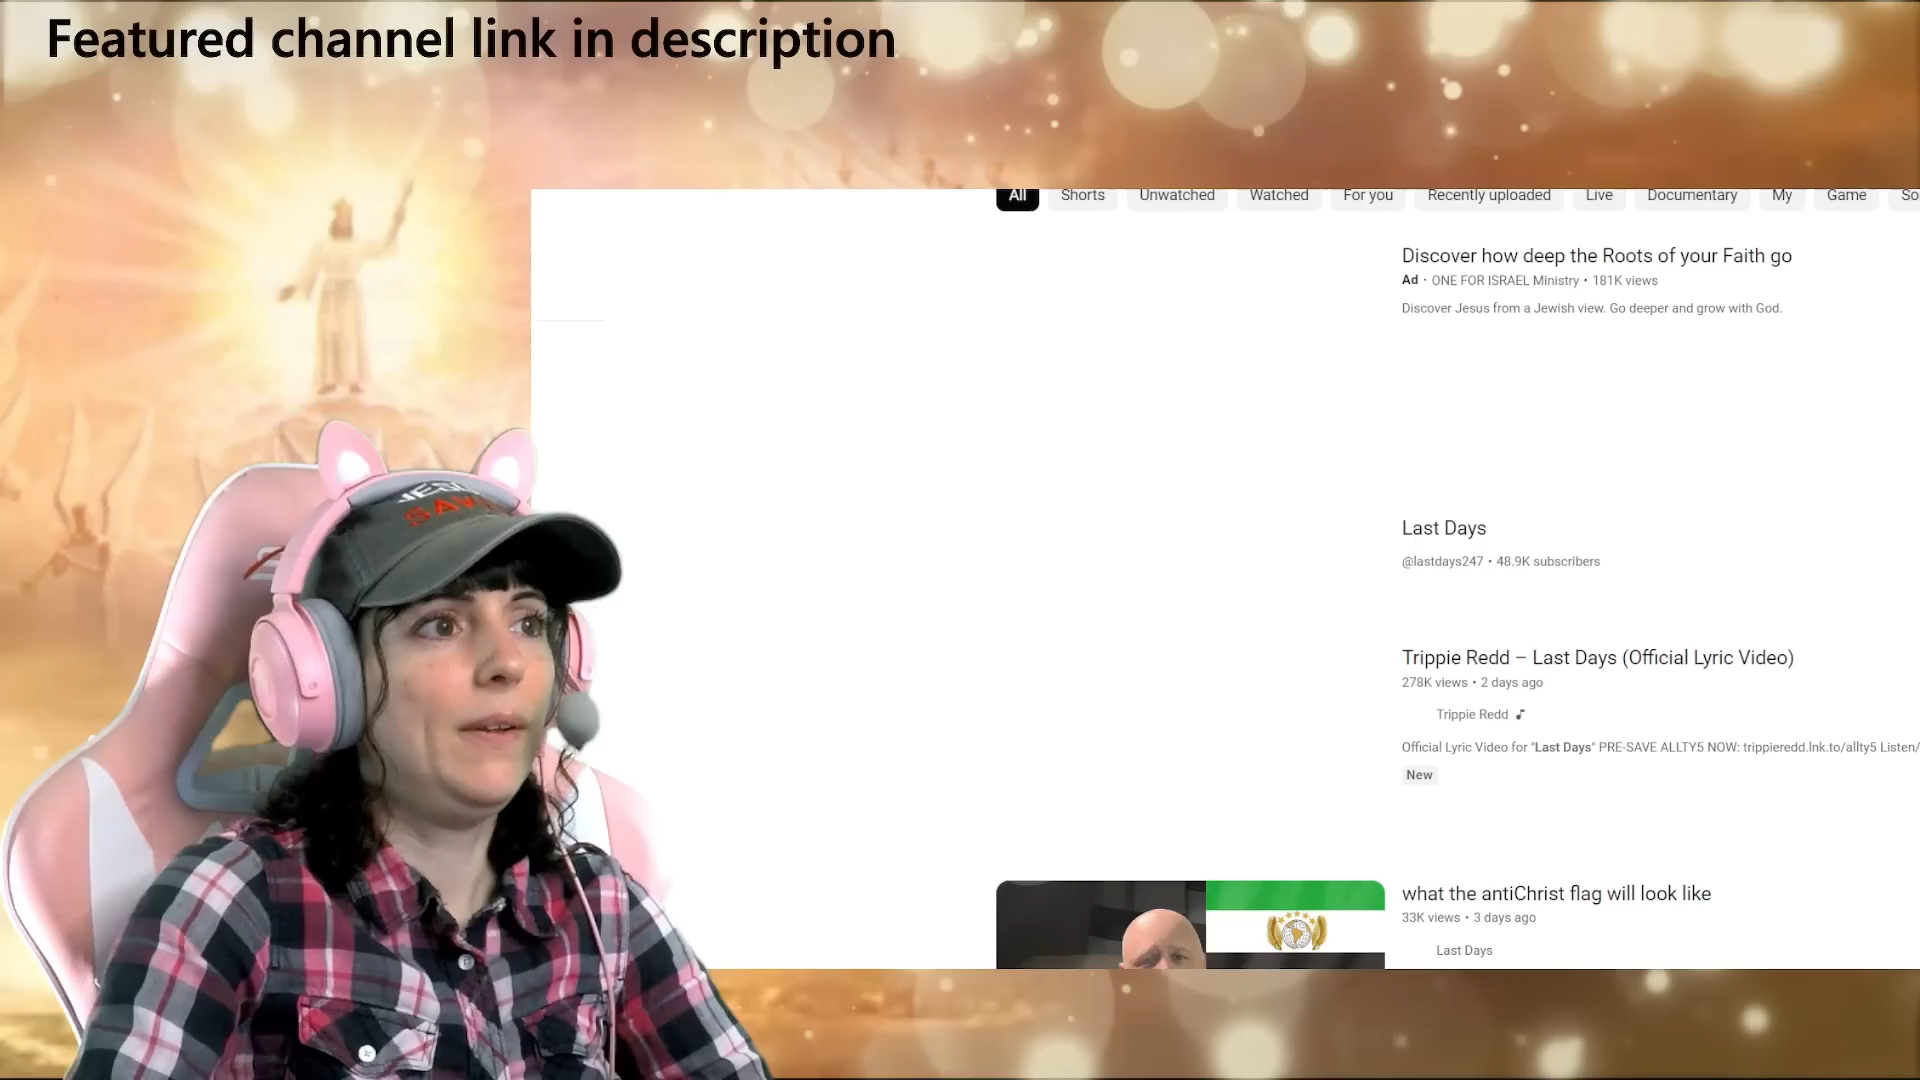 Featured channel link in description
All Shorts Unwatched Watched For you Recently uploaded Live Documentary My Game So
Discover how deep the Roots of your Faith go
Ad · ONE FOR ISRAEL Ministry • 181K views
Discover Jesus from a Jewish view. Go deeper and grow with God.
Last Days
@lastdays247 • 48.9K subscribers
Trippie Redd – Last Days (Official Lyric Video)
278K views • 2 days ago
Trippie Redd
Official Lyric Video for "Last Days" PRE-SAVE ALLTY5 NOW: trippieredd.lnk.to/allty5 Listen/
New
what the antiChrist flag will look like
33K views • 3 days ago
Last Days